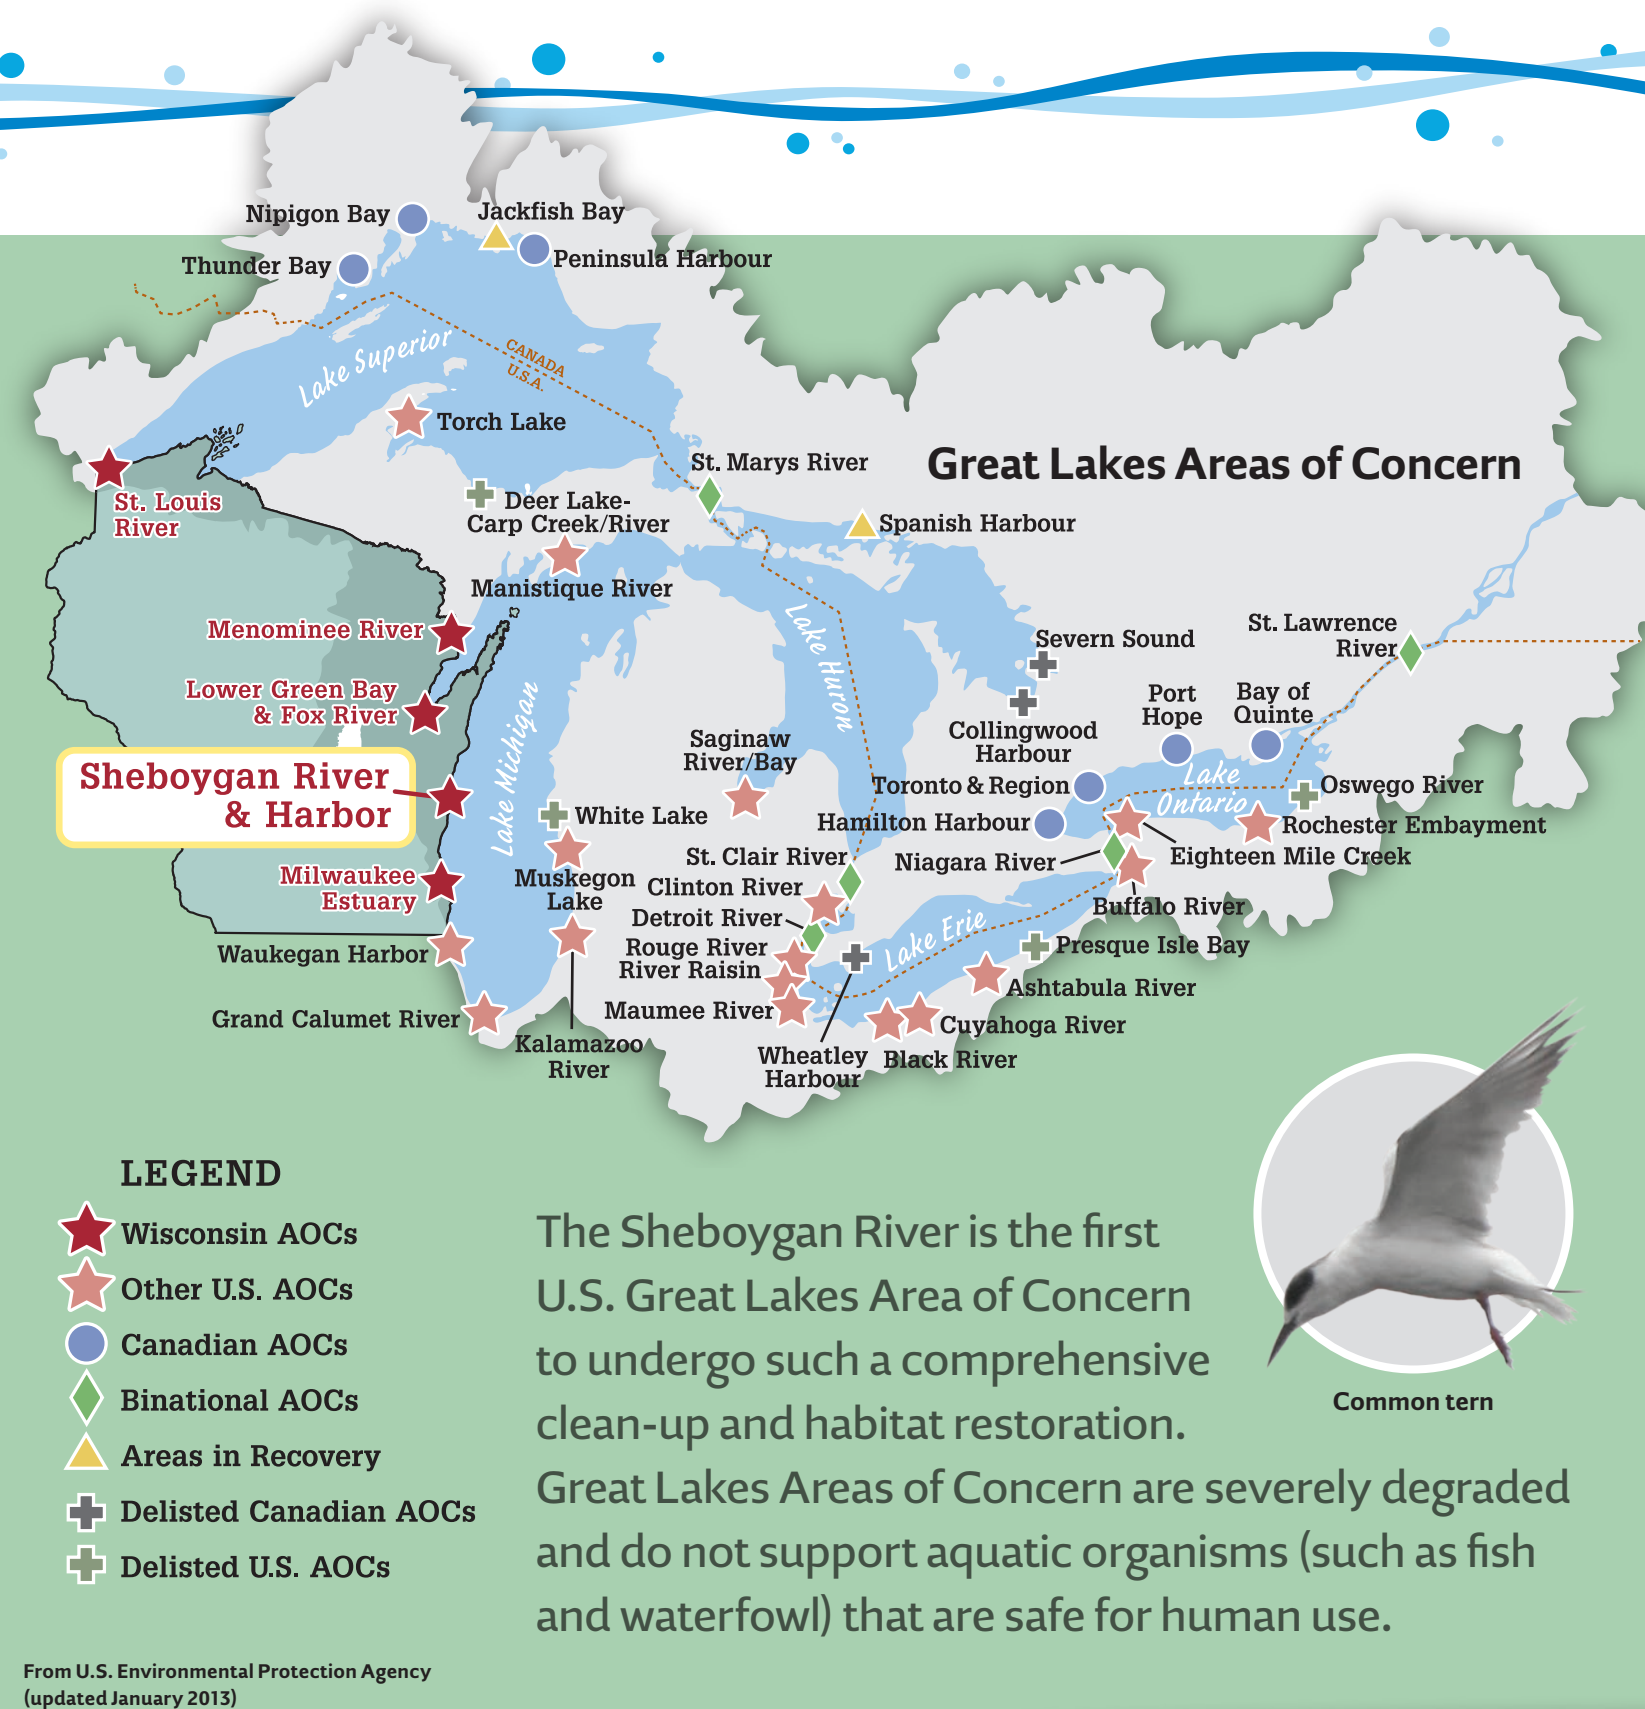 Nipigon Bay
Jackfish Bay
Thunder Bay
Peninsula Harbour
Lake Superior
CANADA
U.S.A.
Torch Lake
St. Marys River
Great Lakes Areas of Concern
St. Louis
River
Deer Lake-
Carp Creek/River
Spanish Harbour
Manistique River
Menominee River
Lake Huron
Severn Sound
St. Lawrence
River
Lower Green Bay
& Fox River
Lake Michigan
Collingwood
Harbour
Port
Hope
Bay of
Quinte
Saginaw
River/Bay
Sheboygan River
& Harbor
Toronto & Region
Lake
Ontario
Oswego River
White Lake
Hamilton Harbour
Rochester Embayment
St. Clair River
Niagara River
Eighteen Mile Creek
Milwaukee
Estuary
Muskegon
Lake
Clinton River
Detroit River
Buffalo River
Waukegan Harbor
Rouge River
Lake Erie
Presque Isle Bay
River Raisin
Ashtabula River
Grand Calumet River
Maumee River
Cuyahoga River
Kalamazoo
River
Wheatley
Harbour
Black River
LEGEND
Wisconsin AOCs
Other U.S. AOCs
Canadian AOCs
Binational AOCs
Areas in Recovery
Delisted Canadian AOCs
Delisted U.S. AOCs
The Sheboygan River is the first
U.S. Great Lakes Area of Concern
to undergo such a comprehensive
clean-up and habitat restoration.
Great Lakes Areas of Concern are severely degraded
and do not support aquatic organisms (such as fish
and waterfowl) that are safe for human use.
Common tern
From U.S. Environmental Protection Agency
(updated January 2013)